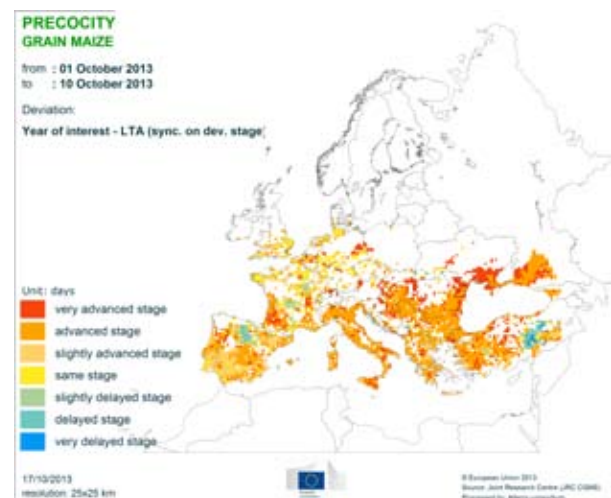 PRECOCITY
GRAIN MAIZE
from : 01 October 2013
to : 10 October 2013
Deviation:
Year of interest - LTA (sync. on dev. stage)
Unit: days
very advanced stage
advanced stage
slightly advanced stage
same stage
slightly delayed stage
delayed stage
very delayed stage
17/10/2013
resolution: 25x25 km
© European Union 2013
Source: Joint Research Centre (JRC CGMS)